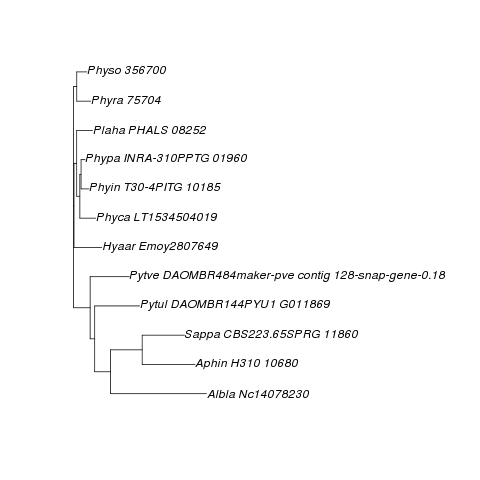 Physo 356700
Phyra 75704
Plaha PHALS 08252
Phypa INRA-310PPTG 01960
Phyin T30-4PITG 10185
Phyca LT1534504019
Hyaar Emoy2807649
Pytve DAOMBR484maker-pve contig 128-snap-gene-0.18
Pytul DAOMBR144PYU1 G011869
Sappa CBS223.65SPRG 11860
Aphin H310 10680
Albla Nc14078230